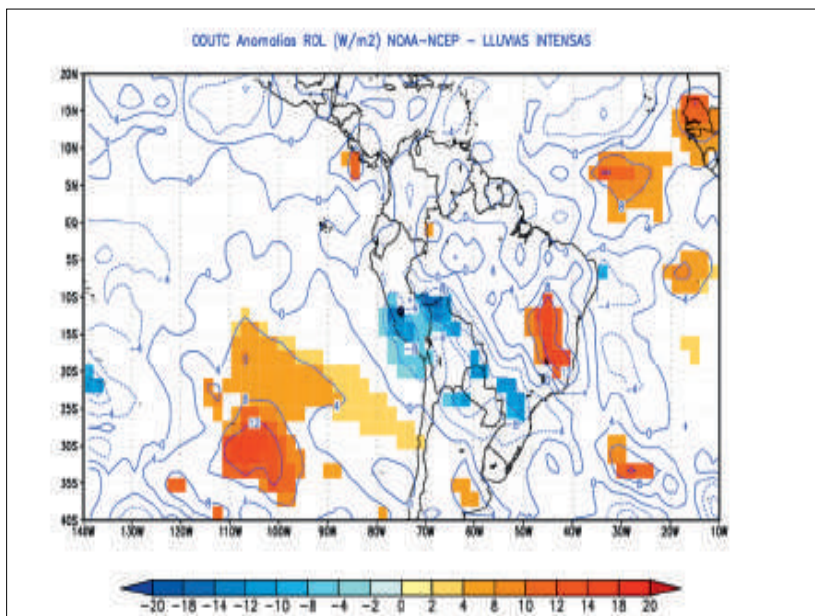 00UTC Anomalias ROL (W/m2) NOAA-NCEP - LLUVIAS INTENSAS
20N
15N
10N
5N
EQ
5S
10S
15S
20S
25S
30S
35S
40S
140W 130W 120W 110W 100W 90W 80W 70W 60W 50W 40W 30W 20W 10W
-20 -18 -14 -12 -10 -8 -4 -2 0 2 4 8 10 12 14 18 20